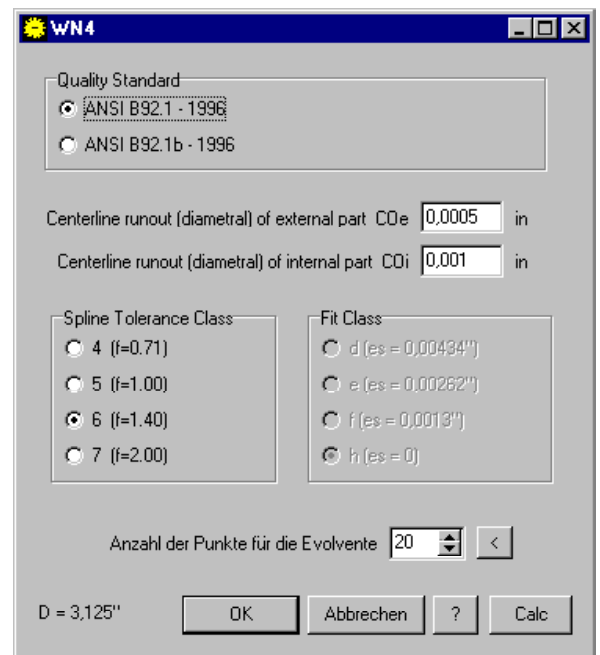 WN4
Quality Standard
ANSI B92.1 - 1996
ANSI B92.1b - 1996
Centerline runout (diametral) of external part COe 0,0005 in
Centerline runout (diametral) of internal part COi 0,001 in
Spline Tolerance Class
4 (f=0.71)
5 (f=1.00)
6 (f=1.40)
7 (f=2.00)
Fit Class
d (es = 0,00434")
e (es = 0,00262")
f (es = 0,0013")
h (es = 0)
Anzahl der Punkte für die Evolvente 20 <
D = 3,125" OK Abbrechen ? Calc